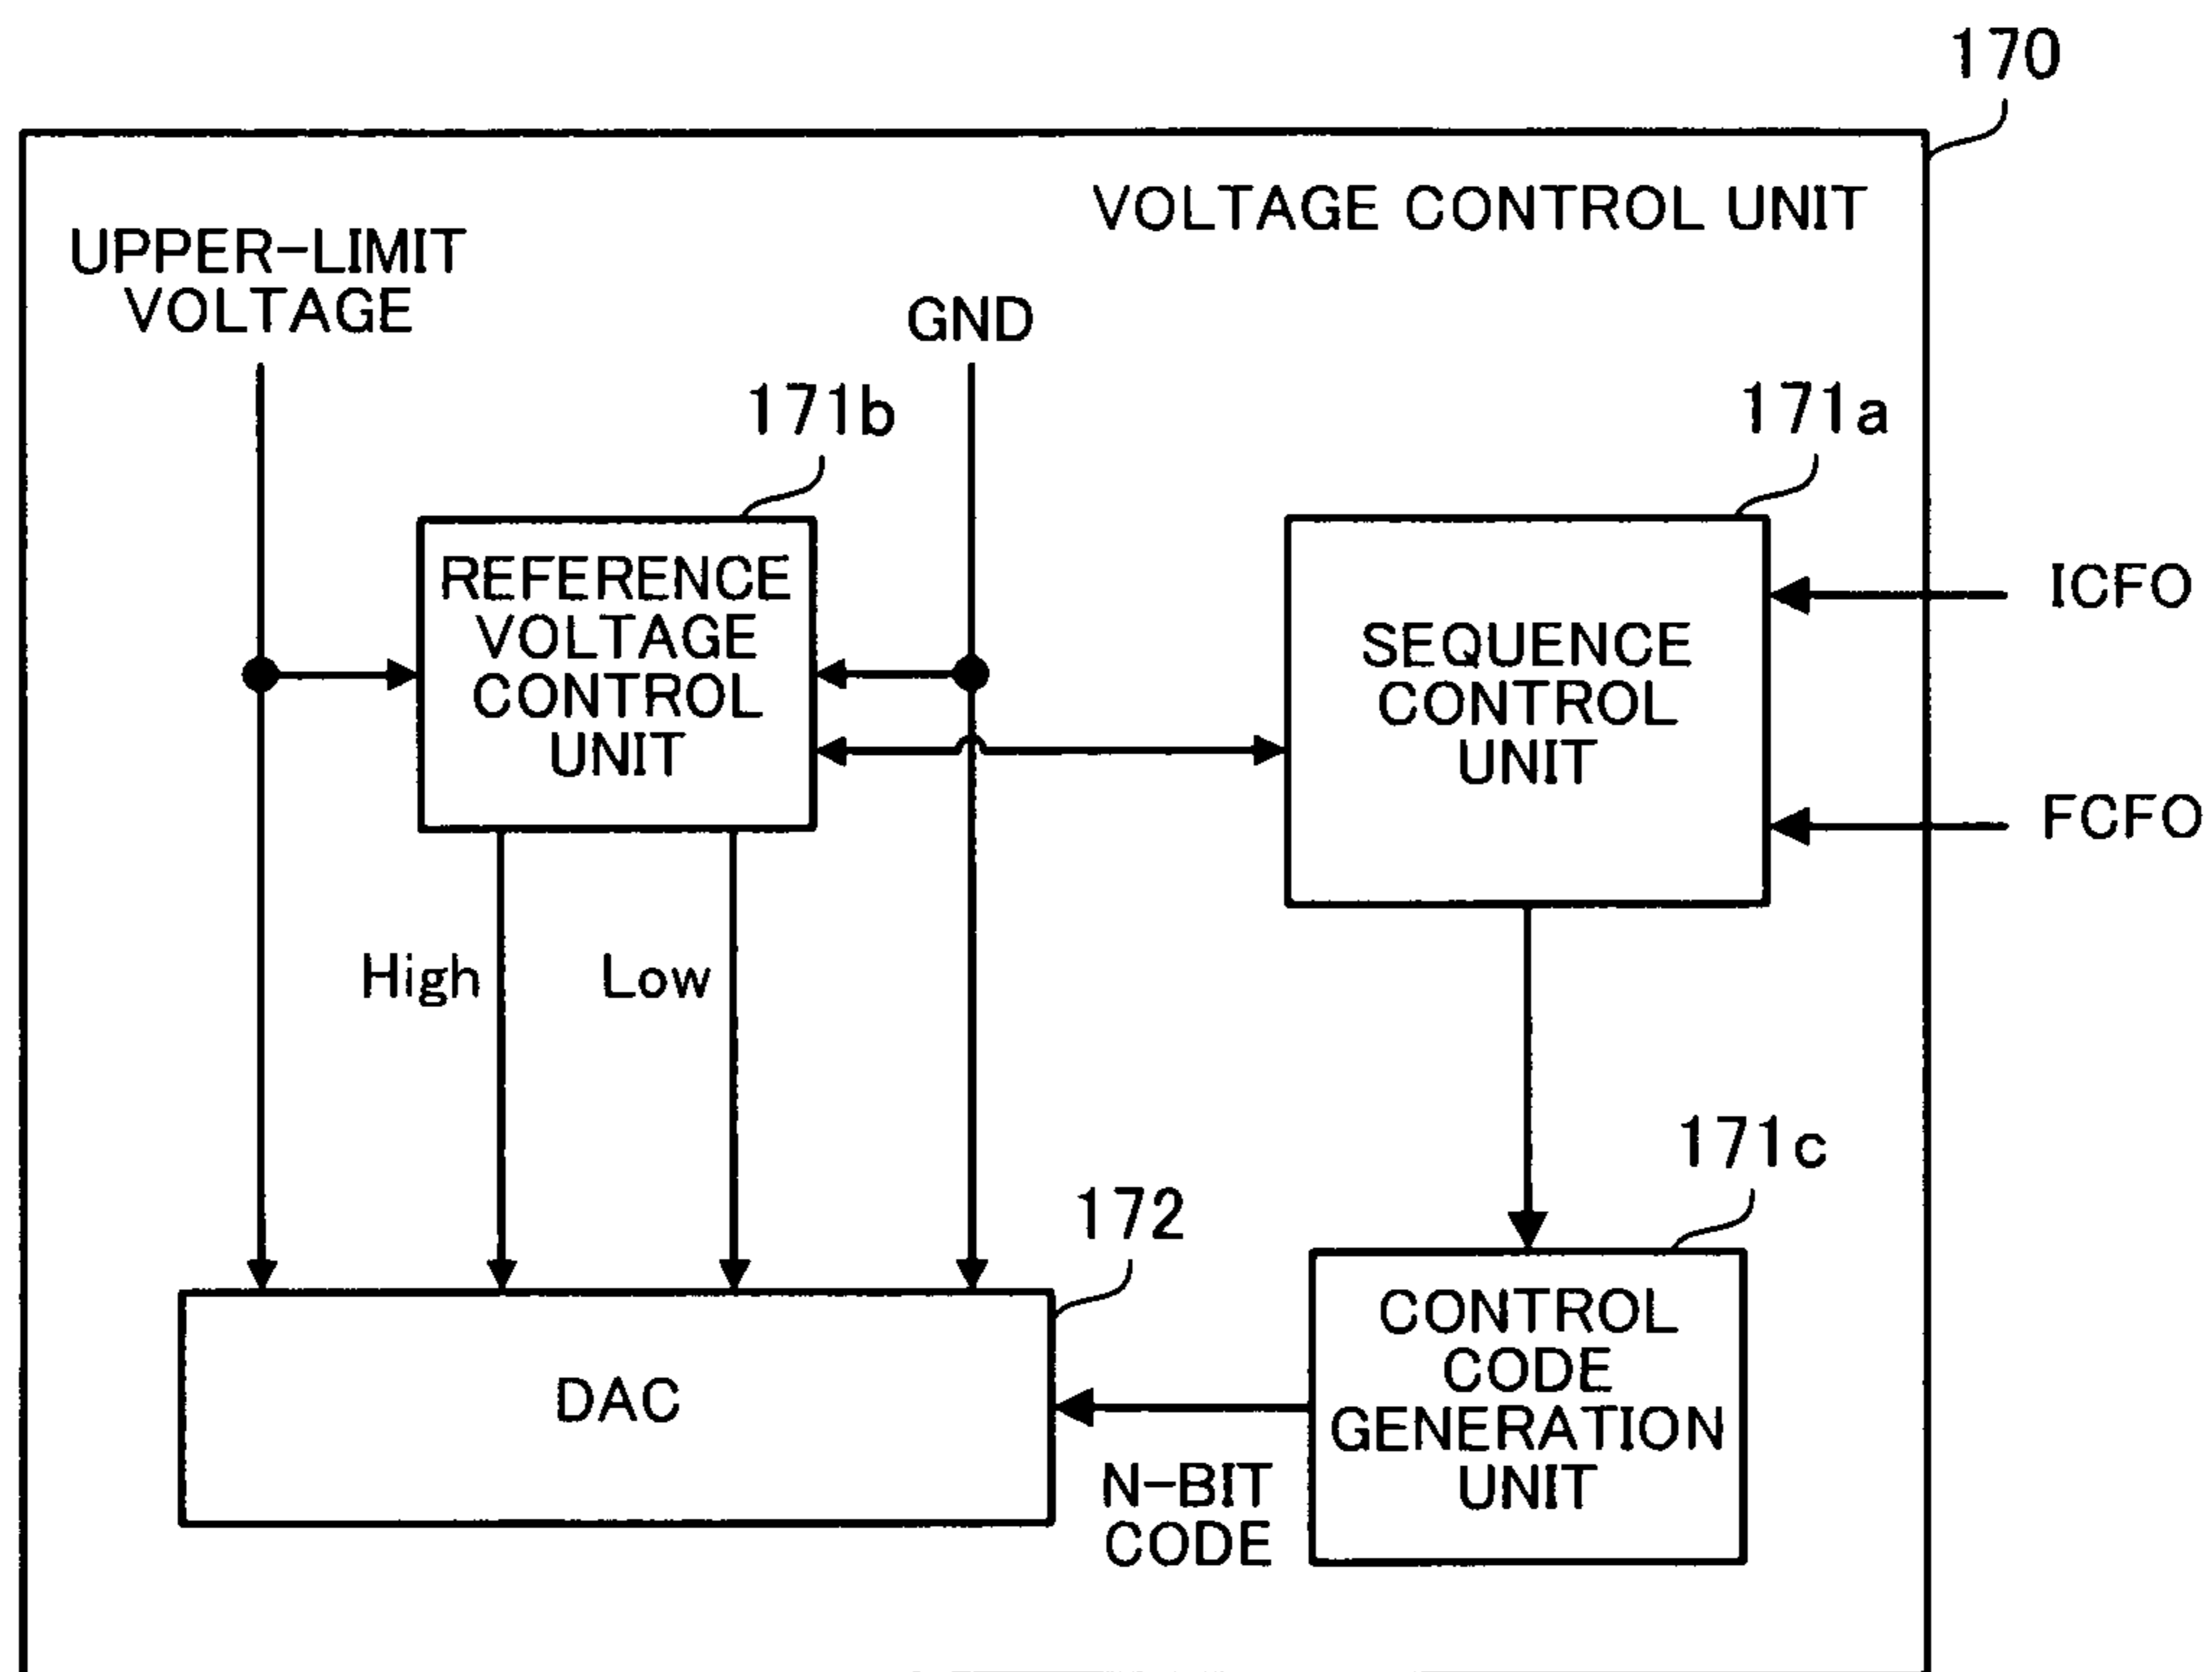 170
VOLTAGE CONTROL UNIT
UPPER-LIMIT
VOLTAGE
GND
171b
171a
REFERENCE
VOLTAGE
CONTROL
UNIT
SEQUENCE
CONTROL
UNIT
ICFO
FCFO
High
Low
171c
172
DAC
CONTROL
CODE
GENERATION
UNIT
N-BIT
CODE